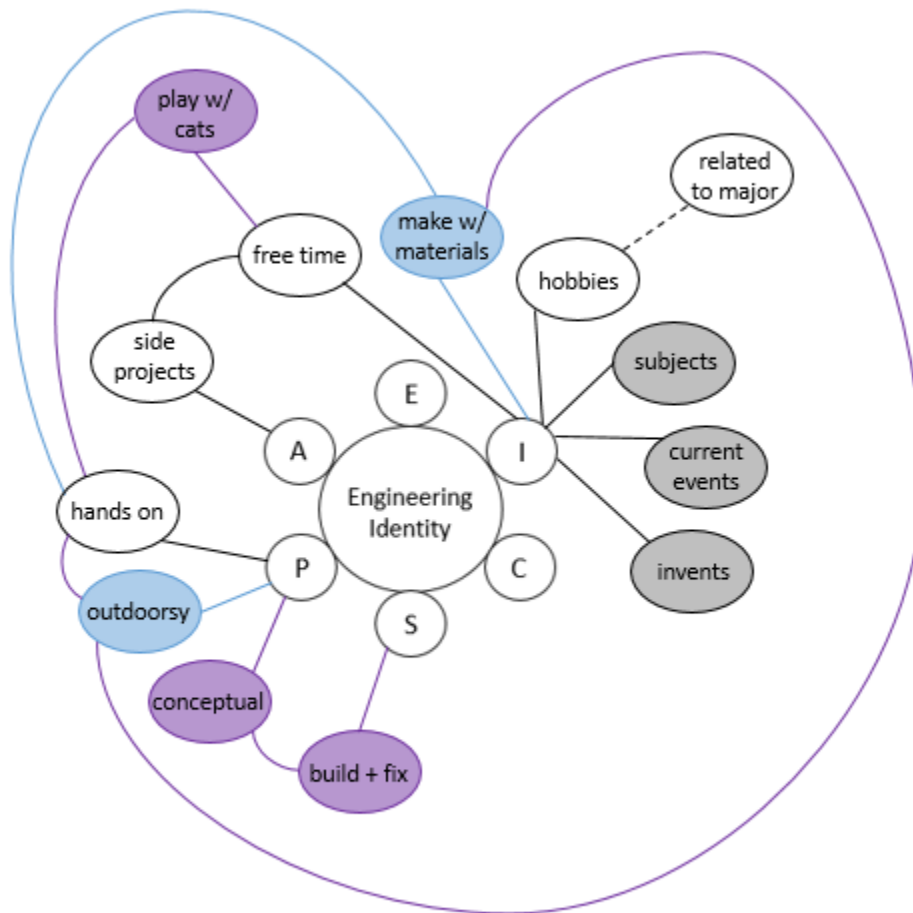 play w/
cats
related
to major
make w/
materials
free time
hobbies
side
projects
subjects
E
A
I
current
events
Engineering
Identity
hands on
P
C
invents
outdoorsy
S
conceptual
build + fix